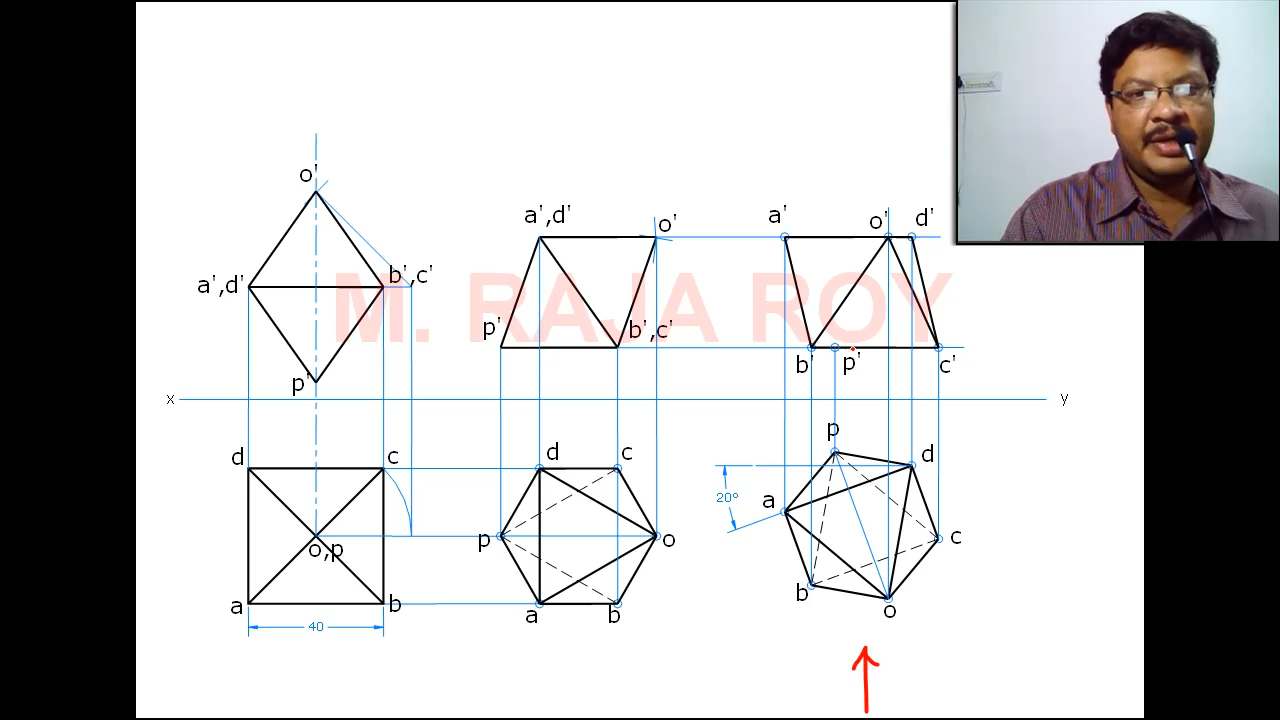 o'
a',d'
b',c'
p'
a',d'
o'
p'
b',c'
a'
o'
d'
b'
p'
c'
M. RAJA ROY
x
y
d
c
o,p
a
b
40
d
c
p
o
a
b
20°
p
d
a
c
b
o